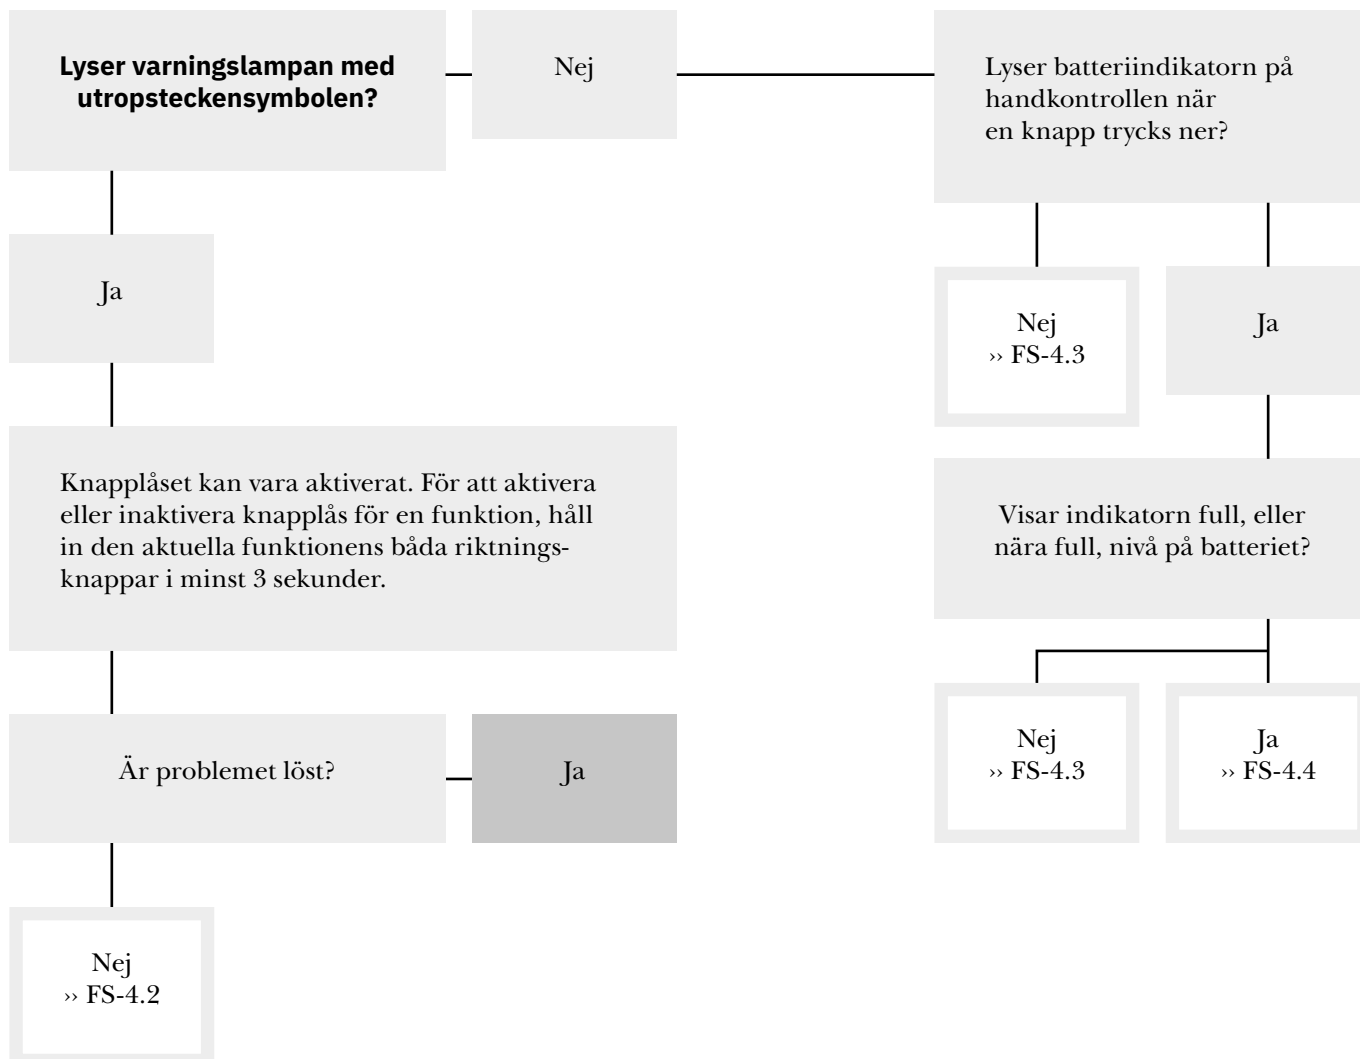 Lyser varningslampan med
utropsteckensymbolen?
Nej
Lyser batteriindikatorn på
handkontrollen när
en knapp trycks ner?
Ja
Nej
›› FS-4.3
Ja
Knapplåset kan vara aktiverat. För att aktivera
eller inaktivera knapplås för en funktion, håll
in den aktuella funktionens båda riktnings-
knappar i minst 3 sekunder.
Visar indikatorn full, eller
nära full, nivå på batteriet?
Är problemet löst?
Ja
Nej
›› FS-4.3
Ja
›› FS-4.4
Nej
›› FS-4.2